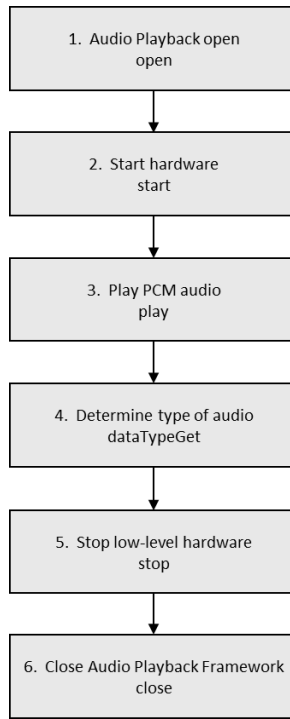 1. Audio Playback open
open
2. Start hardware
start
3. Play PCM audio
play
4. Determine type of audio
dataTypeGet
5. Stop low-level hardware
stop
6. Close Audio Playback Framework
close